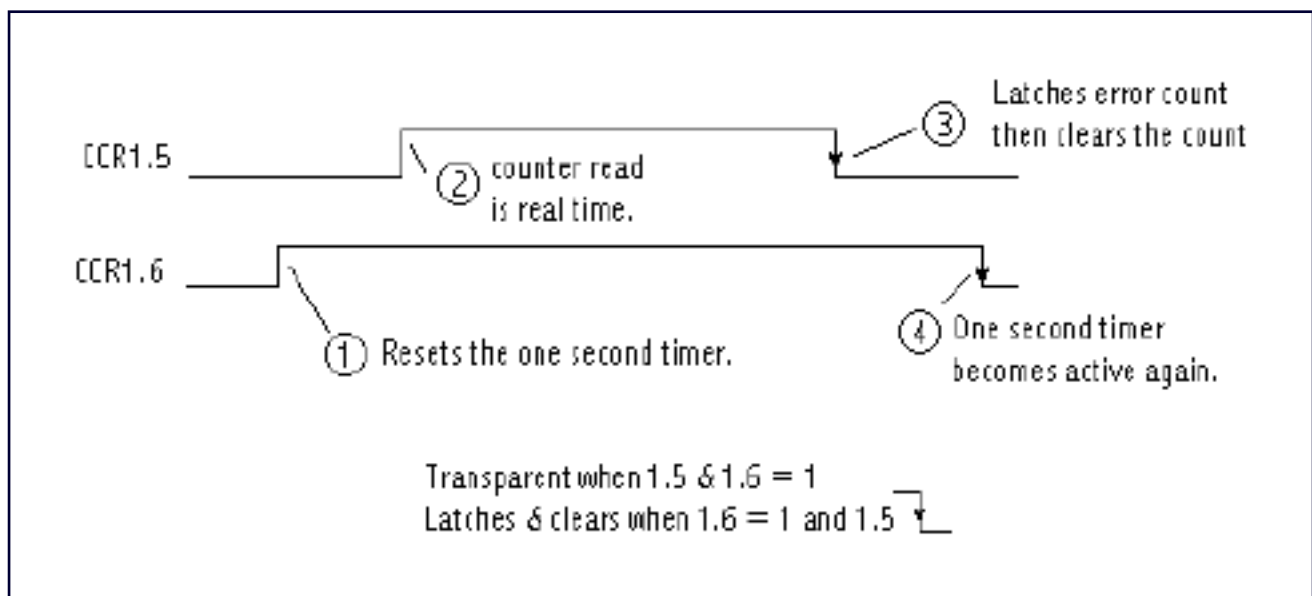 CCR1.5
② counter read
is real time.
③ Latches error count
then clears the count
CCR1.6
① Resets the one second timer.
④ One second timer
becomes active again.
Transparent when 1.5 & 1.6 = 1
Latches & clears when 1.6 = 1 and 1.5